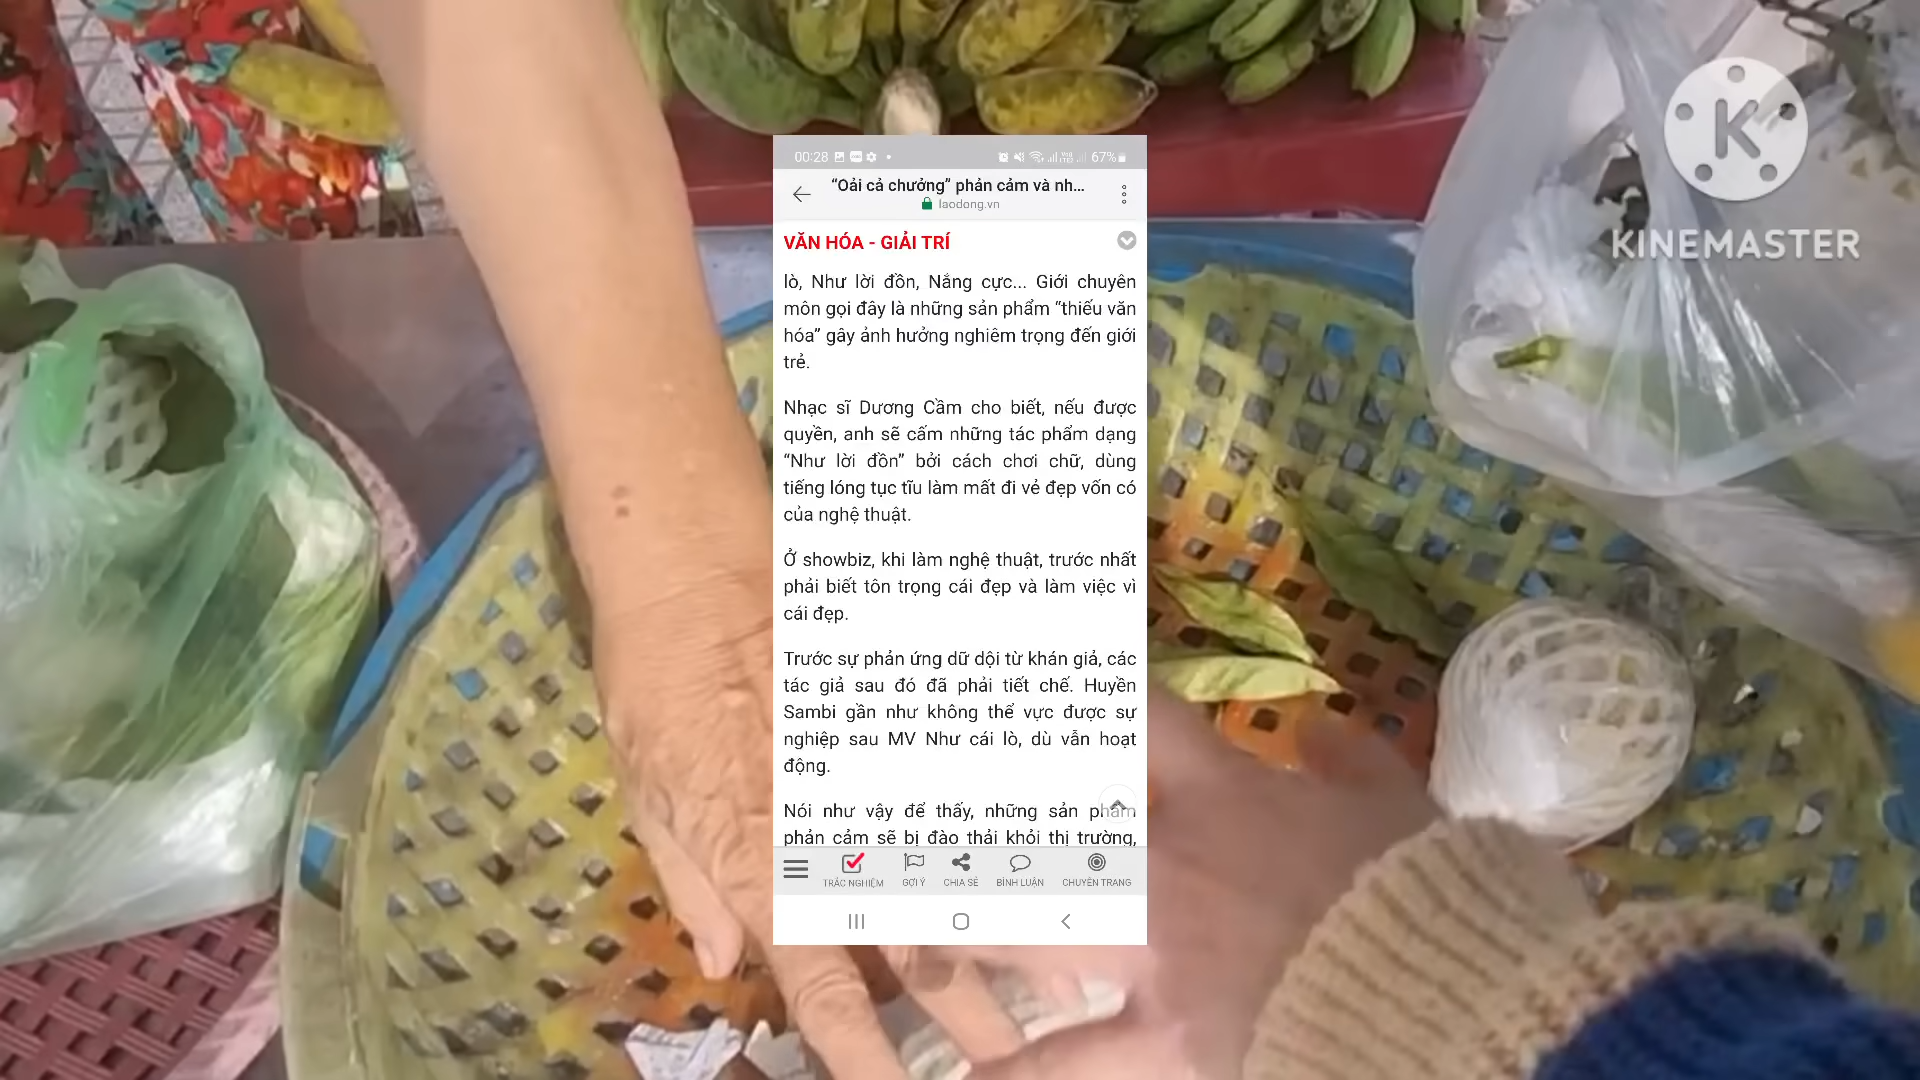 00:28
67%
“Oải cả chưởng” phản cảm và nh...
laodong.vn
VĂN HÓA - GIẢI TRÍ
lò, Như lời đồn, Nắng cực... Giới chuyên
môn gọi đây là những sản phẩm “thiếu văn
hóa” gây ảnh hưởng nghiêm trọng đến giới
trẻ.
Nhạc sĩ Dương Cầm cho biết, nếu được
quyền, anh sẽ cấm những tác phẩm dạng
“Như lời đồn” bởi cách chơi chữ, dùng
tiếng lóng tục tĩu làm mất đi vẻ đẹp vốn có
của nghệ thuật.
Ở showbiz, khi làm nghệ thuật, trước nhất
phải biết tôn trọng cái đẹp và làm việc vì
cái đẹp.
Trước sự phản ứng dữ dội từ khán giả, các
tác giả sau đó đã phải tiết chế. Huyền
Sambi gần như không thể vực được sự
nghiệp sau MV Như cái lò, dù vẫn hoạt
động.
Nói như vậy để thấy, những sản phẩm
phản cảm sẽ bị đào thải khỏi thị trường,
TRẮC NGHIỆM GỢI Ý CHIA SẺ BÌNH LUẬN CHUYÊN TRANG
K
KINEMASTER